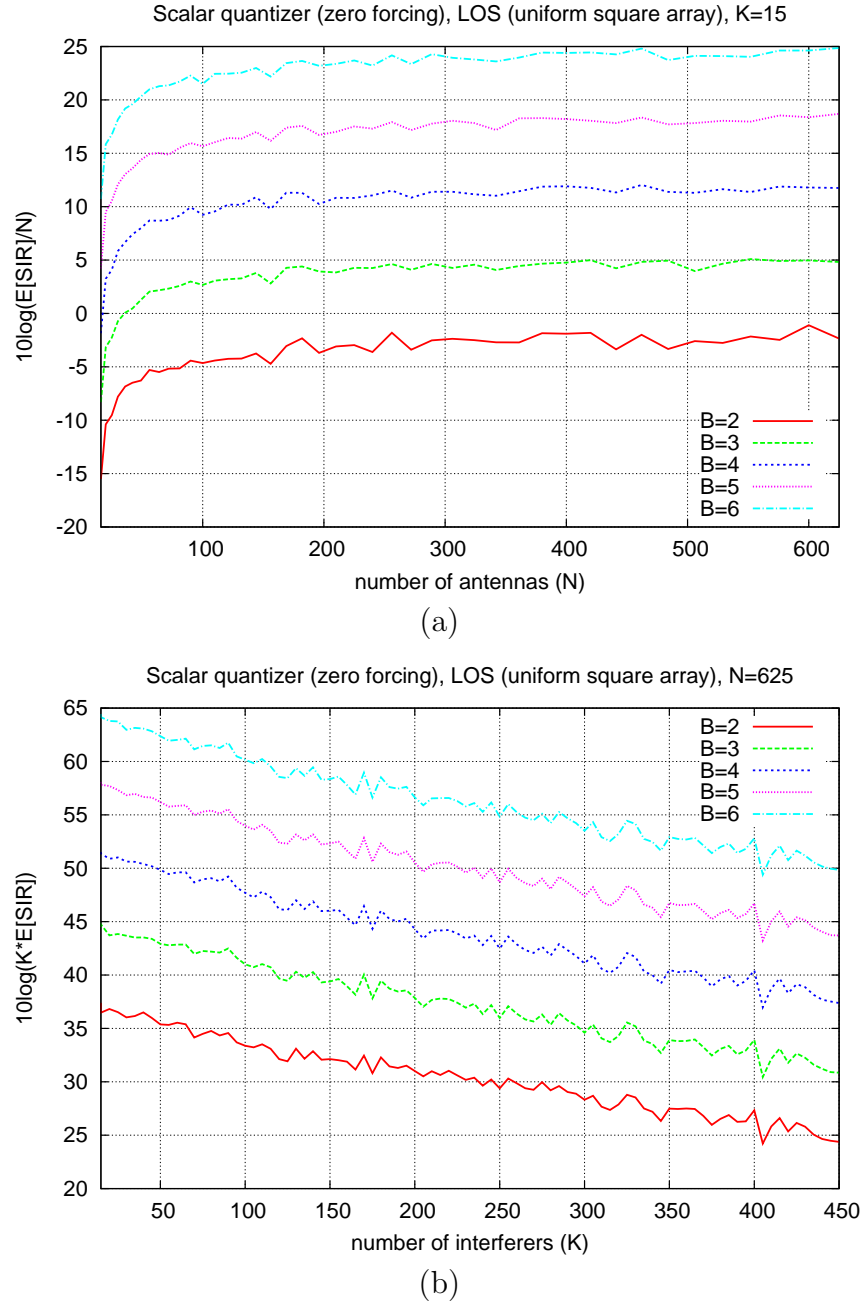 Scalar quantizer (zero forcing), LOS (uniform square array), K=15
25
20
15
10
5
0
-5
-10
-15
-20
10log(E[SIR]/N)
B=2
B=3
B=4
B=5
B=6
100 200 300 400 500 600
number of antennas (N)
(a)
Scalar quantizer (zero forcing), LOS (uniform square array), N=625
65
60
55
50
45
40
35
30
25
20
10log(K*E[SIR])
B=2
B=3
B=4
B=5
B=6
50 100 150 200 250 300 350 400 450
number of interferers (K)
(b)